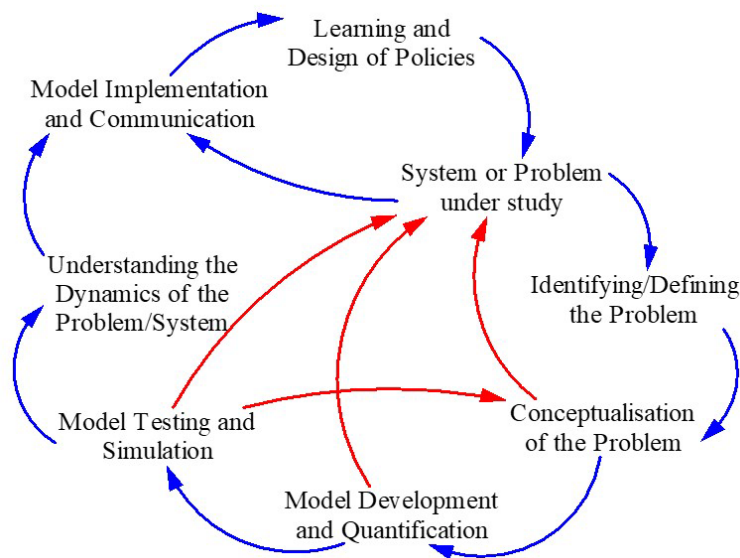 Learning and
Design of Policies
Model Implementation
and Communication
System or Problem
under study
Understanding the
Dynamics of the
Problem/System
Identifying/Defining
the Problem
Model Testing and
Simulation
Conceptualisation
of the Problem
Model Development
and Quantification